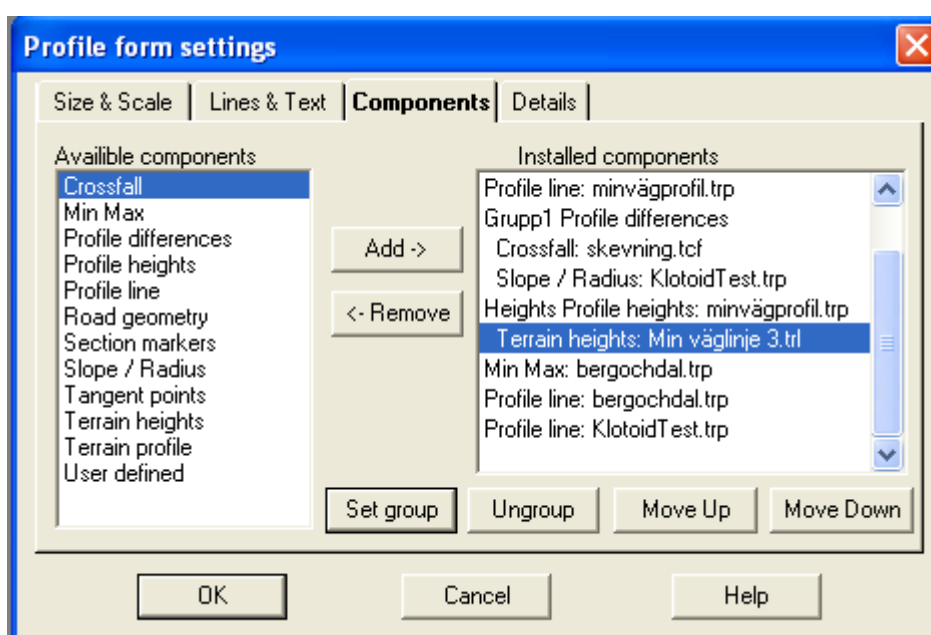 Profile form settings
Size & Scale
Lines & Text
Components
Details
Availible components
Crossfall
Min Max
Profile differences
Profile heights
Profile line
Road geometry
Section markers
Slope / Radius
Tangent points
Terrain heights
Terrain profile
User defined
Add ->
<- Remove
Installed components
Profile line: minvägprofil.trp
Grupp1 Profile differences
Crossfall: skevning.tcf
Slope / Radius: KlotoidTest.trp
Heights Profile heights: minvägprofil.trp
Terrain heights: Min väglinje 3.trl
Min Max: bergochdal.trp
Profile line: bergochdal.trp
Profile line: KlotoidTest.trp
Set group
Ungroup
Move Up
Move Down
OK
Cancel
Help